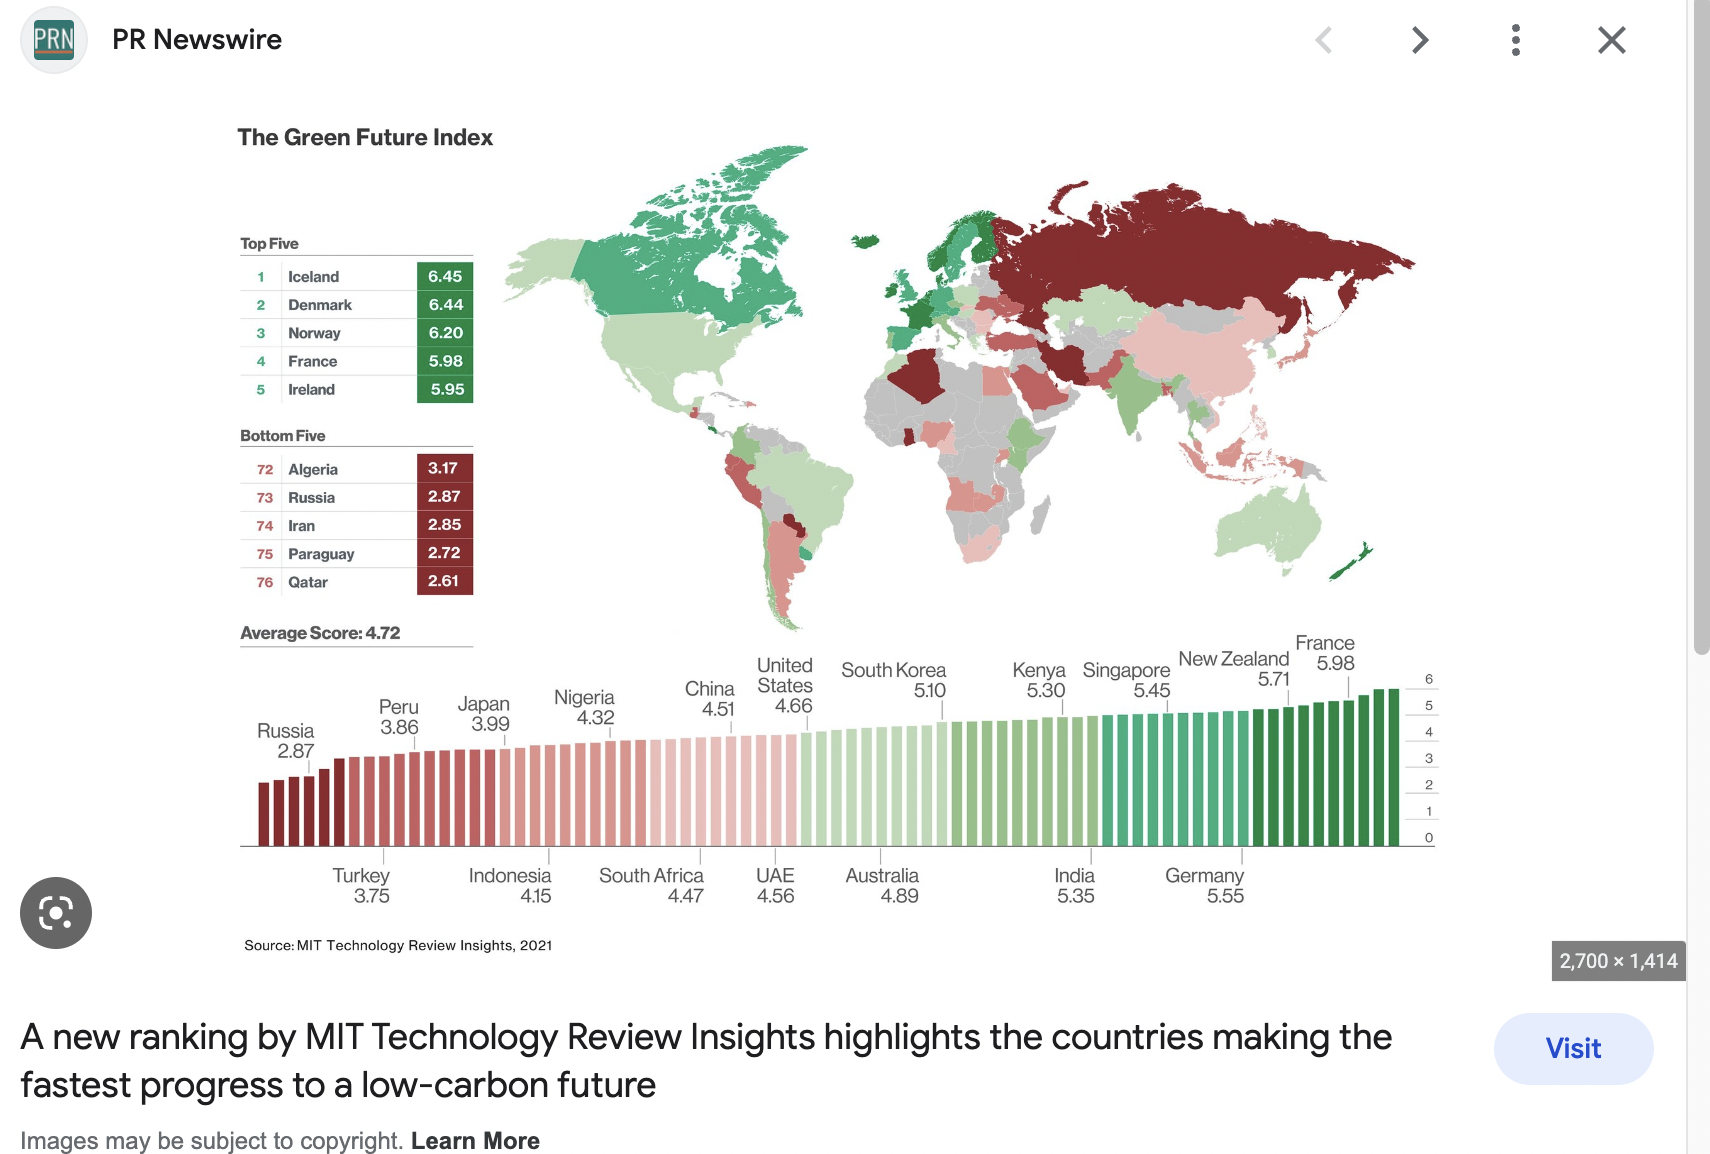 PRN
PR Newswire
The Green Future Index
Top Five
1 Iceland 6.45
2 Denmark 6.44
3 Norway 6.20
4 France 5.98
5 Ireland 5.95
Bottom Five
72 Algeria 3.17
73 Russia 2.87
74 Iran 2.85
75 Paraguay 2.72
76 Qatar 2.61
Average Score: 4.72
Russia
2.87
Peru
3.86
Japan
3.99
Nigeria
4.32
China
4.51
United
States
4.66
South Korea
5.10
Kenya
5.30
Singapore
5.45
New Zealand
5.71
France
5.98
6
5
4
3
2
1
0
Turkey
3.75
Indonesia
4.15
South Africa
4.47
UAE
4.56
Australia
4.89
India
5.35
Germany
5.55
Source: MIT Technology Review Insights, 2021
2,700 × 1,414
A new ranking by MIT Technology Review Insights highlights the countries making the
fastest progress to a low-carbon future
Visit
Images may be subject to copyright. Learn More